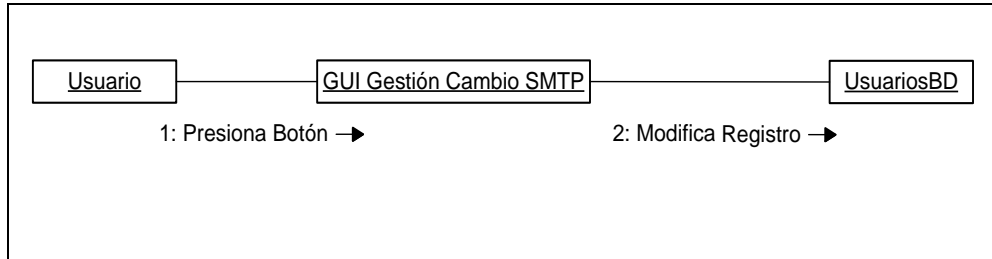 Usuario
GUI Gestión Cambio SMTP
UsuariosBD
1: Presiona Botón
2: Modifica Registro